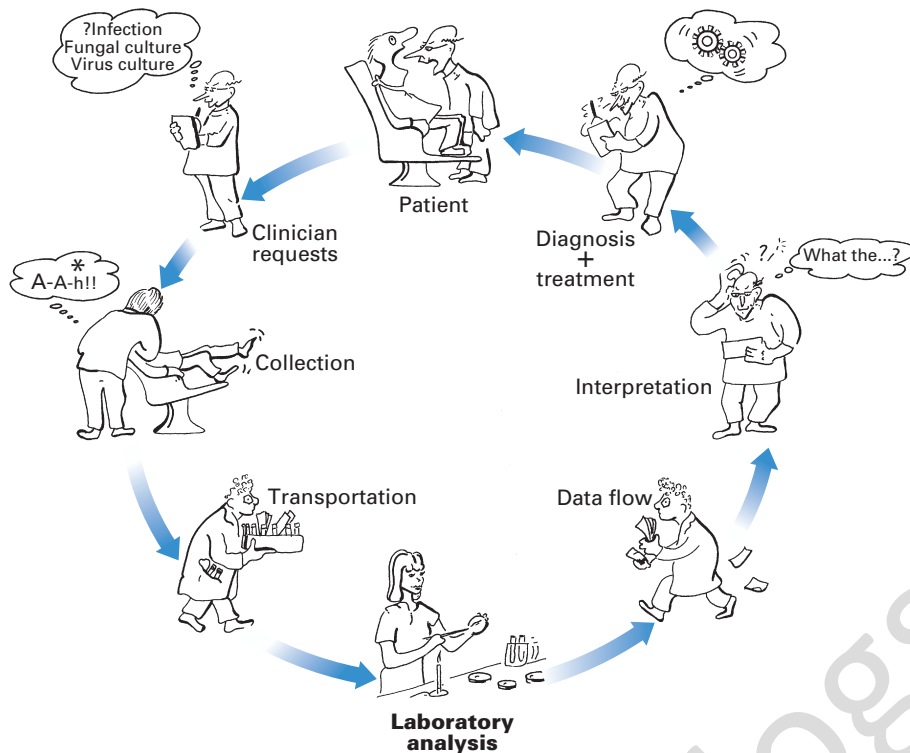 ?Infection
Fungal culture
Virus culture
Patient
Clinician
requests
Diagnosis
+
treatment
What the...?
?
*
A-A-h!!
Collection
Interpretation
Transportation
Data flow
Laboratory
analysis